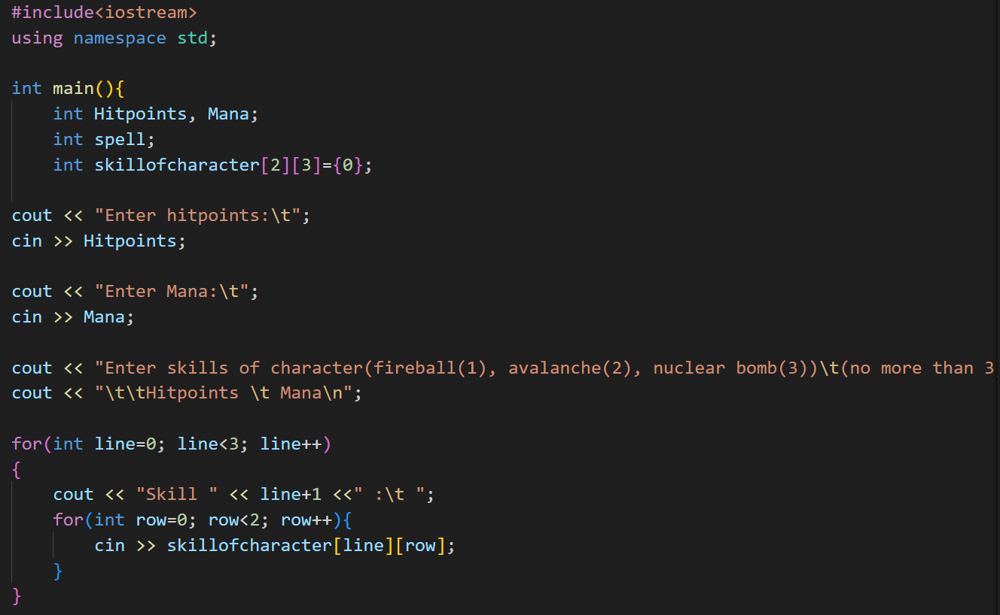 #include<iostream>
using namespace std;
int main(){
int Hitpoints, Mana;
int spell;
int skillofcharacter[2][3]={0};
cout << "Enter hitpoints:\t";
cin >> Hitpoints;
cout << "Enter Mana:\t";
cin >> Mana;
cout << "Enter skills of character(fireball(1), avalanche(2), nuclear bomb(3))\t(no more than 3
cout << "\t\tHitpoints \t Mana\n";
for(int line=0; line<3; line++)
{
cout << "Skill " << line+1 <<" :\t ";
for(int row=0; row<2; row++){
cin >> skillofcharacter[line][row];
}
}